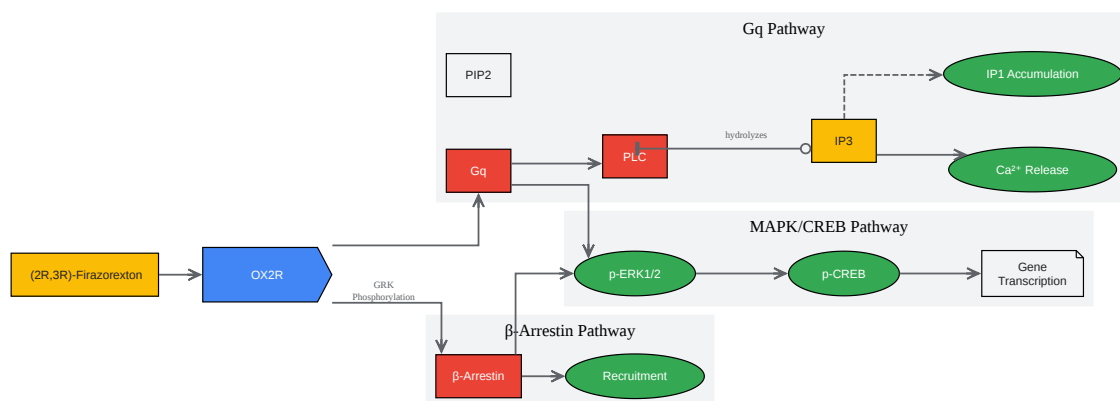 Gq Pathway
PIP2
IP1 Accumulation
hydrolyzes
PLC
IP3
Gq
Ca²⁺ Release
MAPK/CREB Pathway
(2R,3R)-Firazorexton
OX2R
p-ERK1/2
p-CREB
Gene
Transcription
GRK
Phosphorylation
β-Arrestin Pathway
β-Arrestin
Recruitment